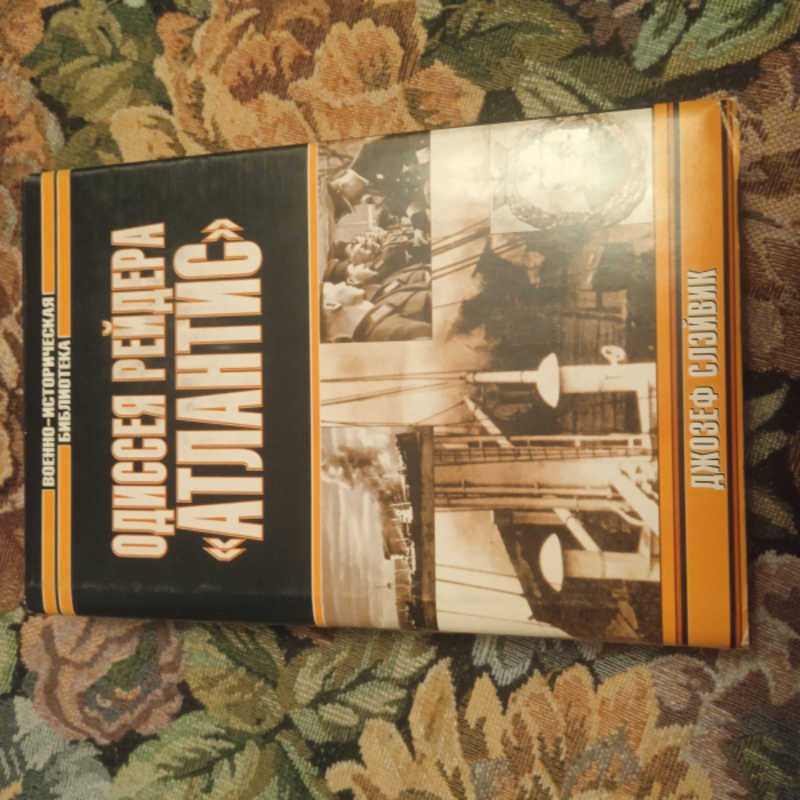 ВОЕННО-ИСТОРИЧЕСКАЯ
БИБЛИОТЕКА
ОДИССЕЯ РЕЙДЕРА
«АТЛАНТИС»
ДЖОЗЕФ СЛЭЙВИК